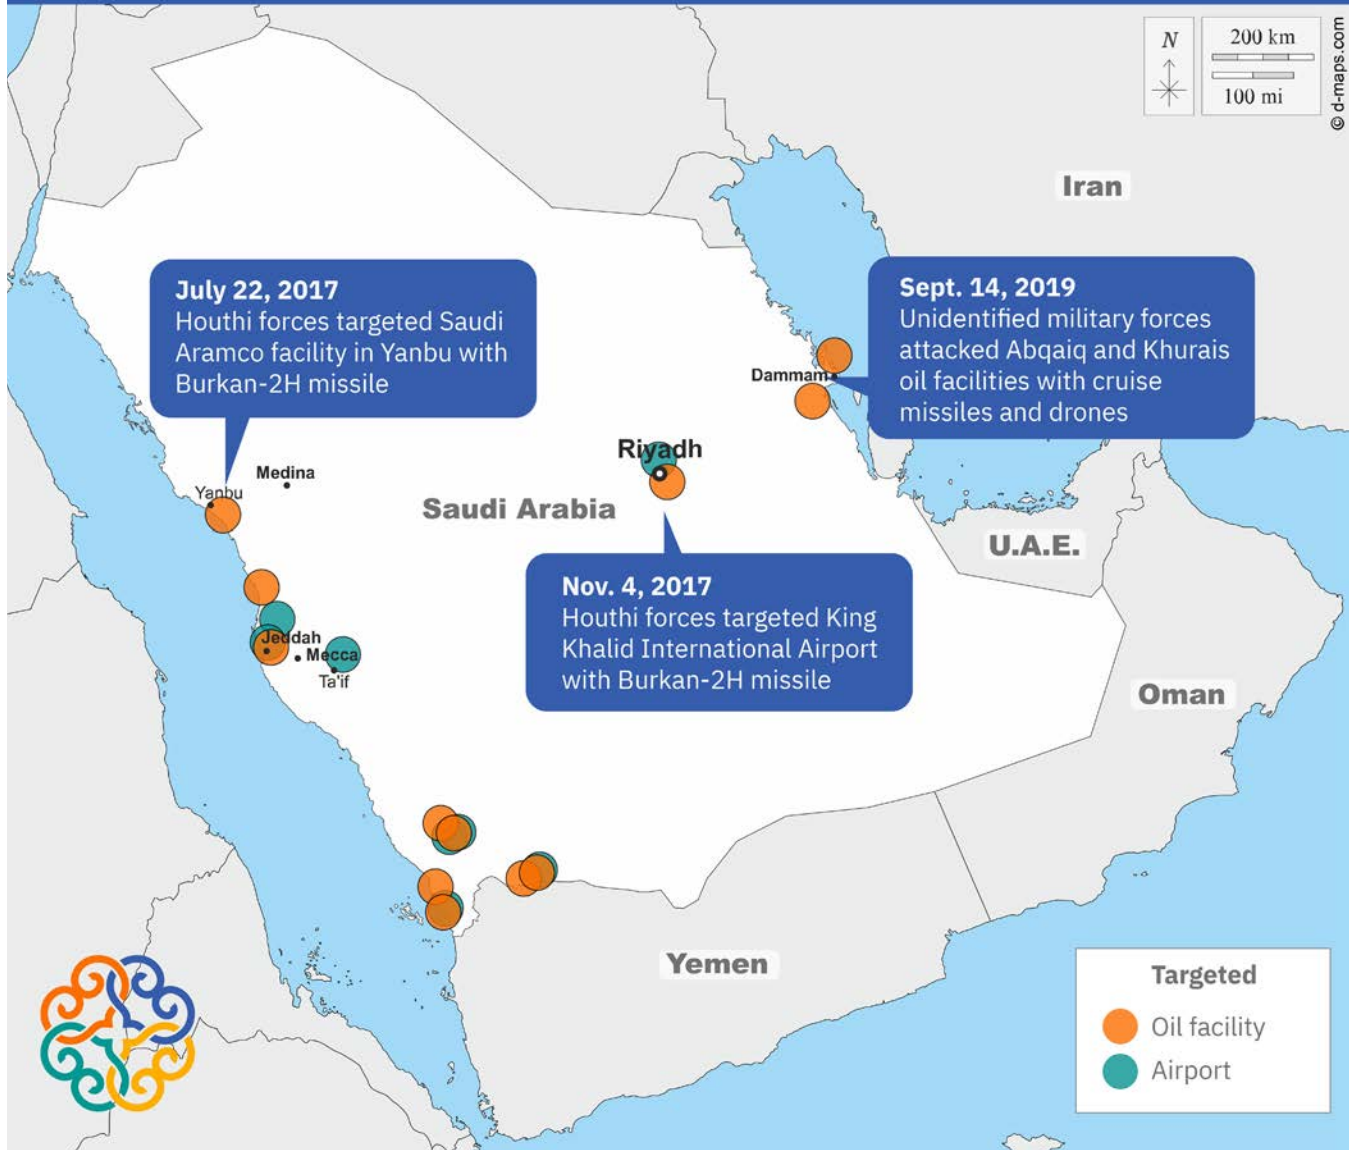 N
200 km
100 mi
© d-maps.com
Iran
July 22, 2017
Houthi forces targeted Saudi
Aramco facility in Yanbu with
Burkan-2H missile
Sept. 14, 2019
Unidentified military forces
attacked Abqaiq and Khurais
oil facilities with cruise
missiles and drones
Dammam
Riyadh
Medina
Yanbu
Saudi Arabia
U.A.E.
Nov. 4, 2017
Houthi forces targeted King
Khalid International Airport
with Burkan-2H missile
Jeddah
Mecca
Ta'if
Oman
Yemen
Targeted
Oil facility
Airport